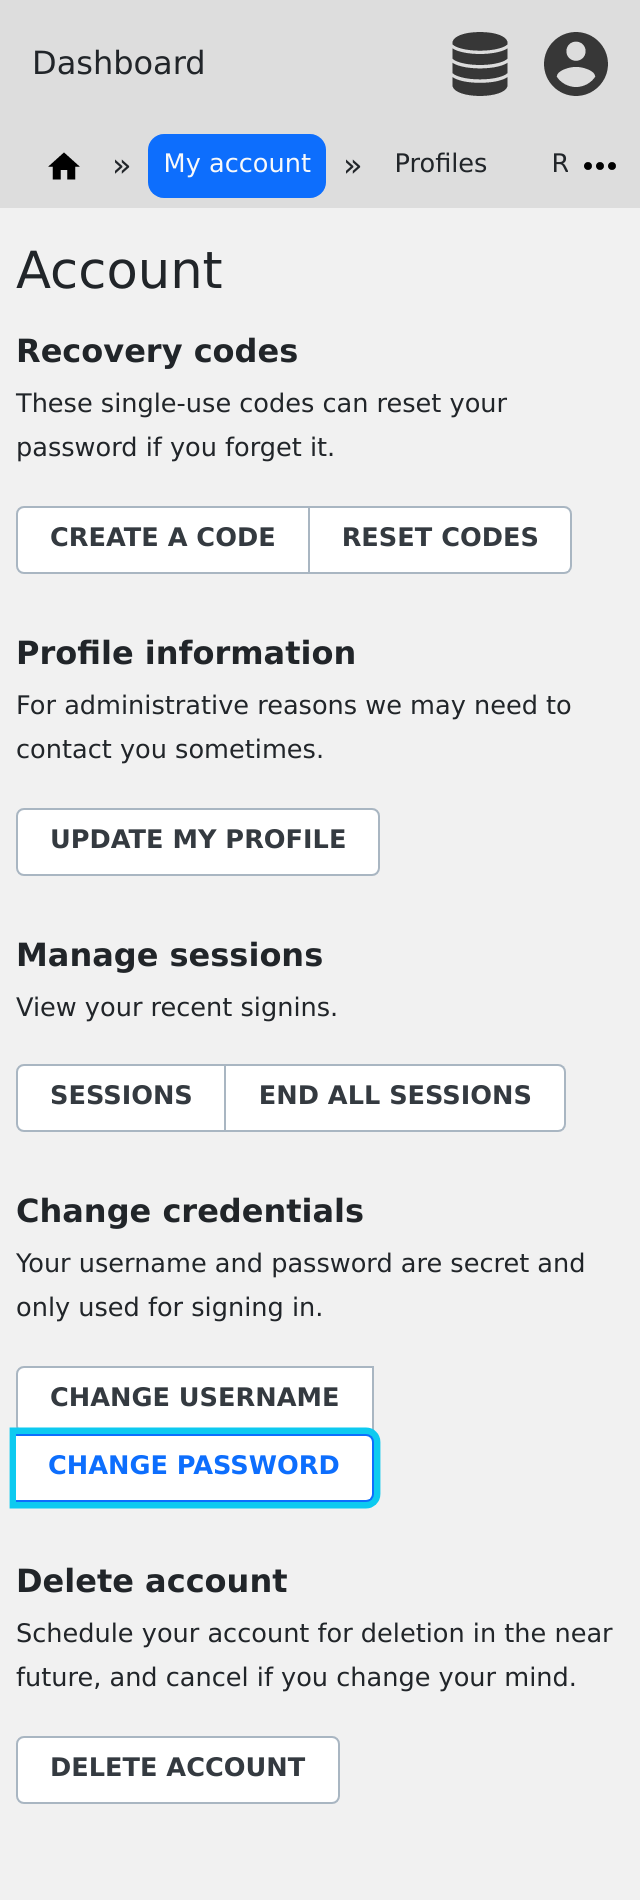 Dashboard
» My account » Profiles R •••
Account
Recovery codes
These single-use codes can reset your
password if you forget it.
CREATE A CODE RESET CODES
Profile information
For administrative reasons we may need to
contact you sometimes.
UPDATE MY PROFILE
Manage sessions
View your recent signins.
SESSIONS END ALL SESSIONS
Change credentials
Your username and password are secret and
only used for signing in.
CHANGE USERNAME
CHANGE PASSWORD
Delete account
Schedule your account for deletion in the near
future, and cancel if you change your mind.
DELETE ACCOUNT